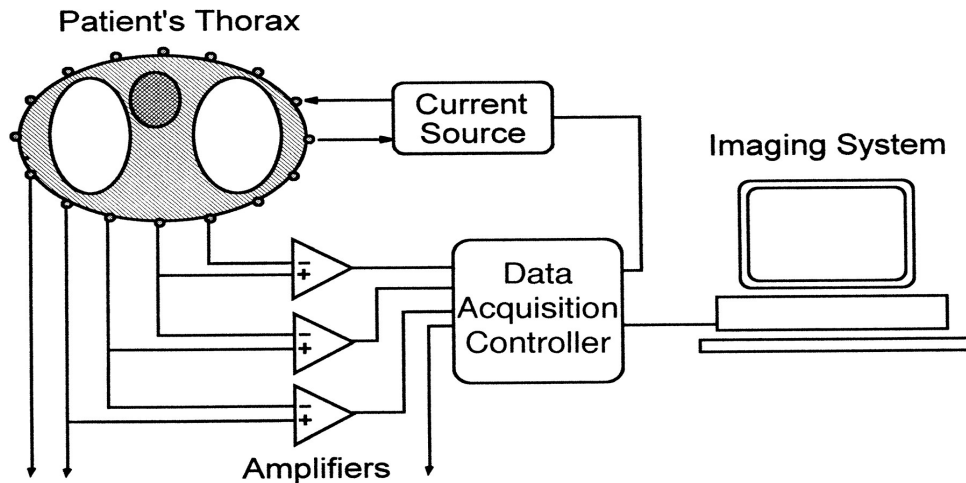 Patient's Thorax
Current
Source
Imaging System
−
+
Data
Acquisition
Controller
−
+
−
+
Amplifiers